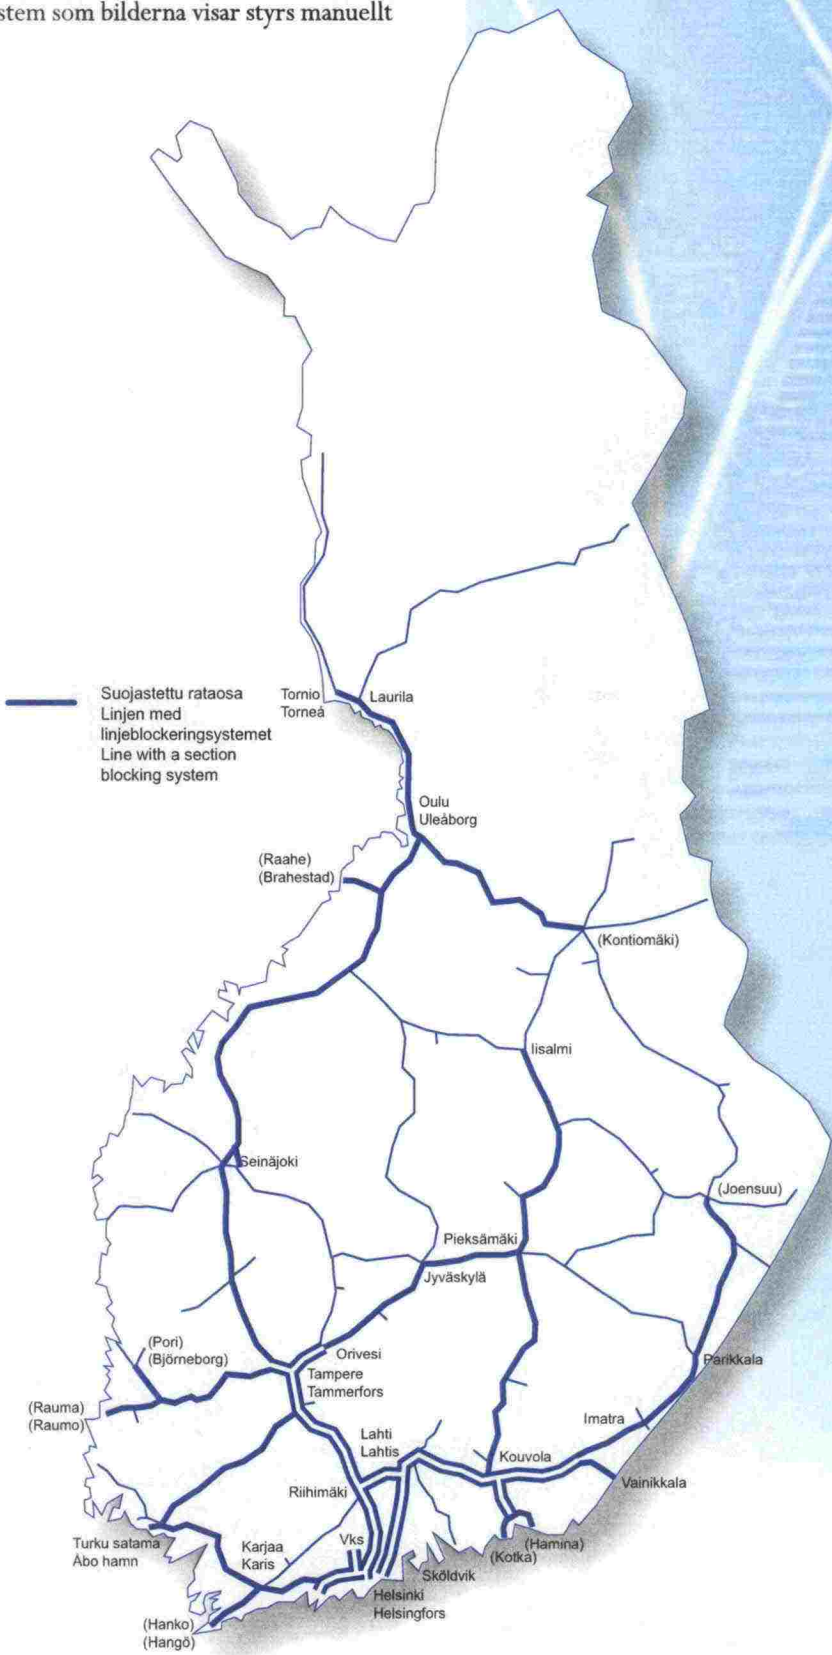 stem som bilderna visar styrs manuellt
Suojastettu rataosa
Linjen med
linjeblockeringsystemet
Line with a section
blocking system
Tornio
Torneå
Laurila
Oulu
Uleåborg
(Raahe)
(Brahestad)
(Kontiomäki)
Iisalmi
Seinäjoki
(Joensuu)
Pieksämäki
Jyväskylä
(Pori)
(Björneborg)
Orivesi
Tampere
Tammerfors
Parikkala
(Rauma)
(Raumo)
Imatra
Lahti
Lahtis
Kouvola
Vainikkala
Riihimäki
Turku satama
Åbo hamn
Karjaa
Karis
Vks
(Hamina)
(Kotka)
Sköldvik
Helsinki
Helsingfors
(Hanko)
(Hangö)